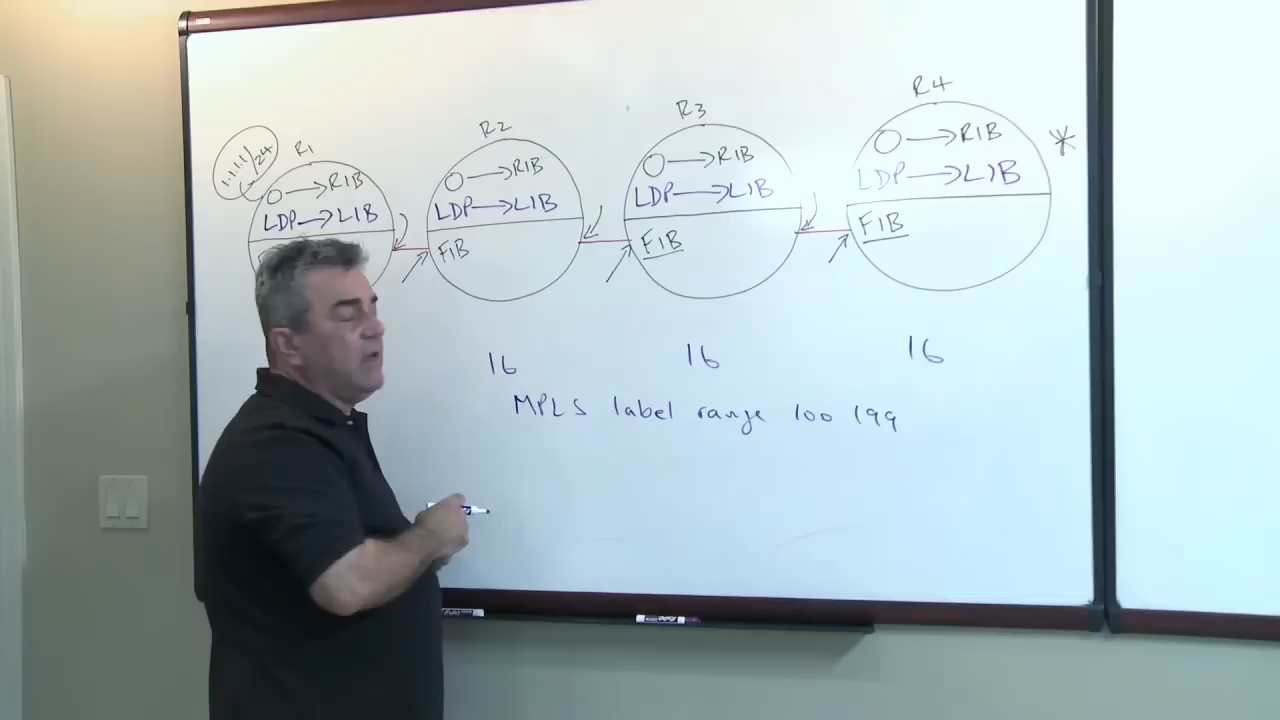 R1
R2
R3
R4
1.1.1.1/24
→RIB
LDP→LIB
→RIB
LDP→LIB
FIB
→RIB
LDP→LIB
FIB
→RIB
LDP→LIB
FIB
*
16
16
16
MPLS label range 100 199